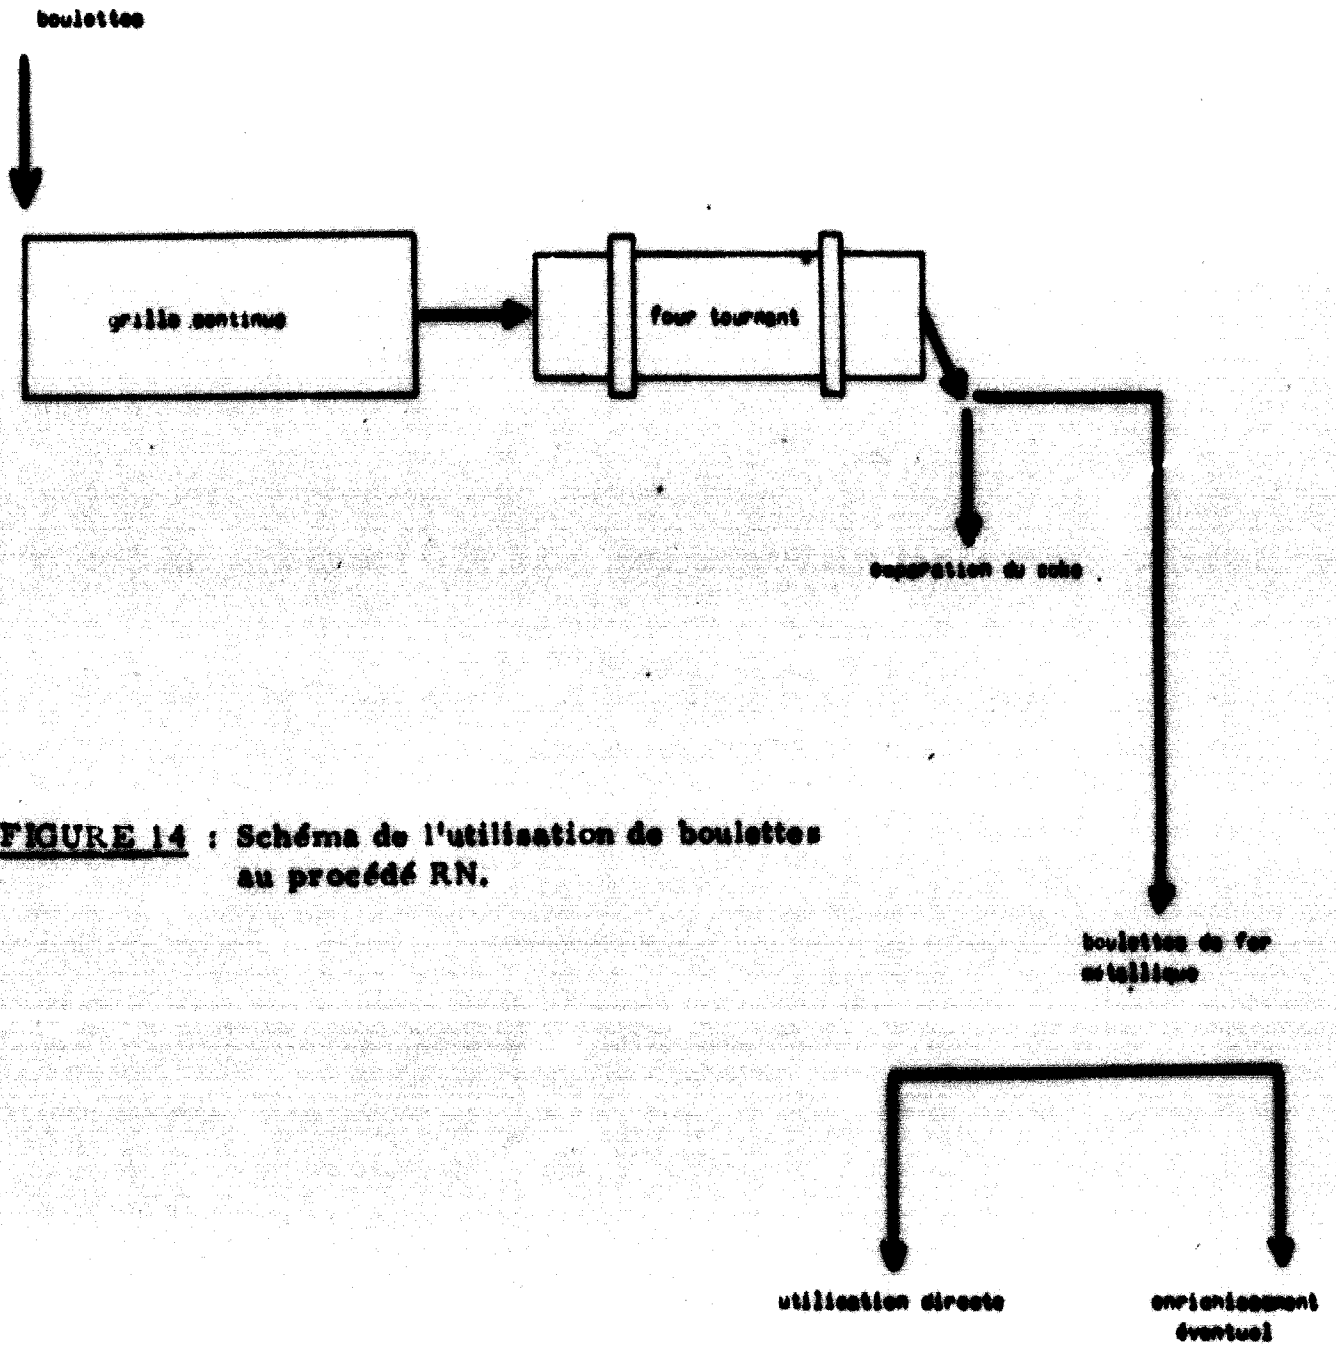 boulettes
grille continue
four tournant
séparation du coke
FIGURE 14 : Schéma de l'utilisation de boulettes
au procédé RN.
boulettes de fer
métallique
utilisation directe
enrichissement
éventuel